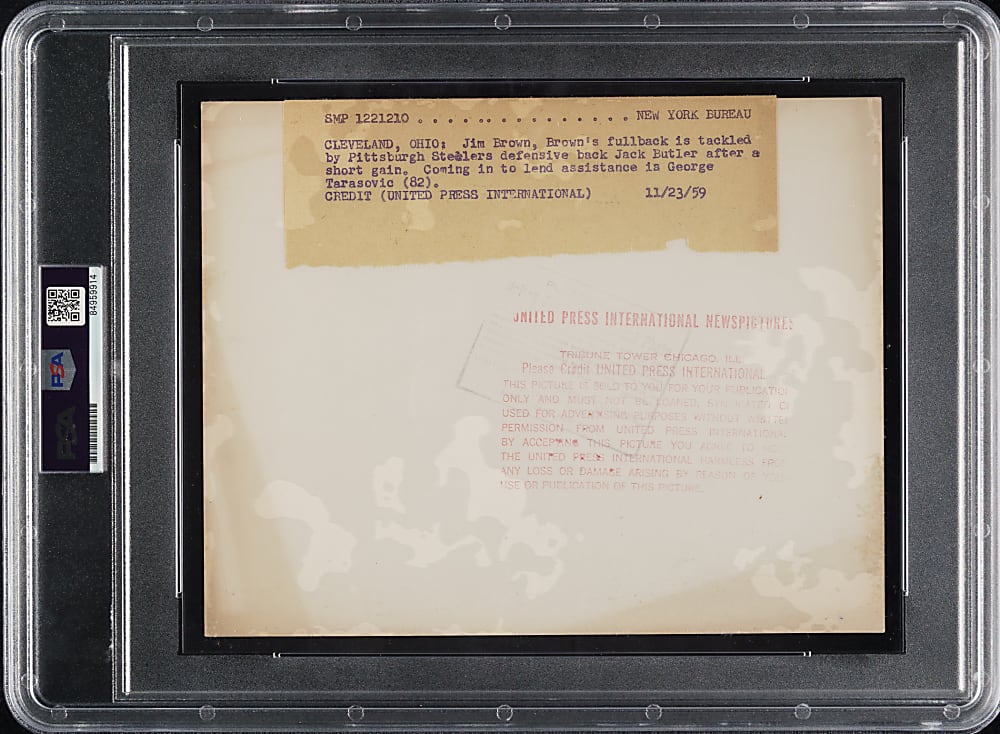 SMP 1221210 . . . . . . . . . . . . . . . NEW YORK BUREAU
CLEVELAND, OHIO: Jim Brown, Brown's fullback is tackled
by Pittsburgh Steelers defensive back Jack Butler after a
short gain. Coming in to lend assistance is George
Tarasovic (82).
CREDIT (UNITED PRESS INTERNATIONAL) 11/23/59
UNITED PRESS INTERNATIONAL NEWSPICTURES
TRIBUNE TOWER CHICAGO, ILL.
Please Credit UNITED PRESS INTERNATIONAL
THIS PICTURE IS SOLD TO YOU FOR YOUR PUBLICATION
ONLY AND MUST NOT BE LOANED, SYNDICATED O
USED FOR ADVERTISING PURPOSES WITHOUT WRITTEN
PERMISSION FROM UNITED PRESS INTERNATIONAL
BY ACCEPTING THIS PICTURE YOU AGREE TO
THE UNITED PRESS INTERNATIONAL HARMLESS FROM
ANY LOSS OR DAMAGE ARISING BY REASON OF YOUR
USE OR PUBLICATION OF THIS PICTURE.
84959914
PSA
PSA